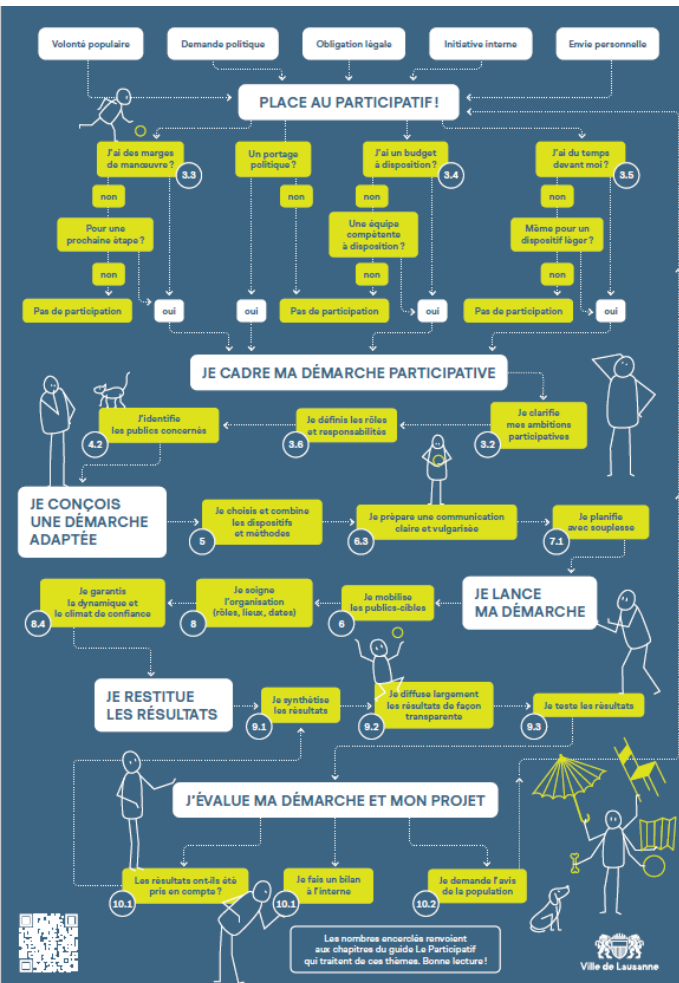 Volonté populaire
Demande politique
Obligation légale
Initiative interne
Envie personnelle
PLACE AU PARTICIPATIF!
J'ai des marges
de manœuvre?
3.3
Un portage
politique?
J'ai un budget
à disposition?
3.4
J'ai du temps
devant moi?
3.5
non
non
non
non
Pour une
prochaine étape?
Une équipe
compétente
à disposition?
Même pour un
dispositif léger?
non
non
non
Pas de participation
oui
oui
Pas de participation
oui
Pas de participation
oui
JE CADRE MA DÉMARCHE PARTICIPATIVE
J'identifie
les publics concernés
4.2
Je définis les rôles
et responsabilités
3.6
Je clarifie
mes ambitions
participatives
3.2
JE CONÇOIS
UNE DÉMARCHE
ADAPTÉE
Je choisis et combine
les dispositifs
et méthodes
5
Je prépare une communication
claire et vulgarisée
6.3
Je planifie
avec souplesse
7.1
Je garantis
la dynamique et
le climat de confiance
8.4
Je soigne
l'organisation
(rôles, lieux, dates)
8
Je mobilise
les publics-cibles
6
JE LANCE
MA DÉMARCHE
JE RESTITUE
LES RÉSULTATS
Je synthétise
les résultats
9.1
Je diffuse largement
les résultats de façon
transparente
9.2
Je teste les résultats
9.3
J'ÉVALUE MA DÉMARCHE ET MON PROJET
Les résultats ont-ils été
pris en compte?
10.1
Je fais un bilan
à l'interne
10.1
Je demande l'avis
de la population
10.2
Les nombres encerclés renvoient
aux chapitres du guide Le Participatif
qui traitent de ces thèmes. Bonne lecture!
Ville de Lausanne